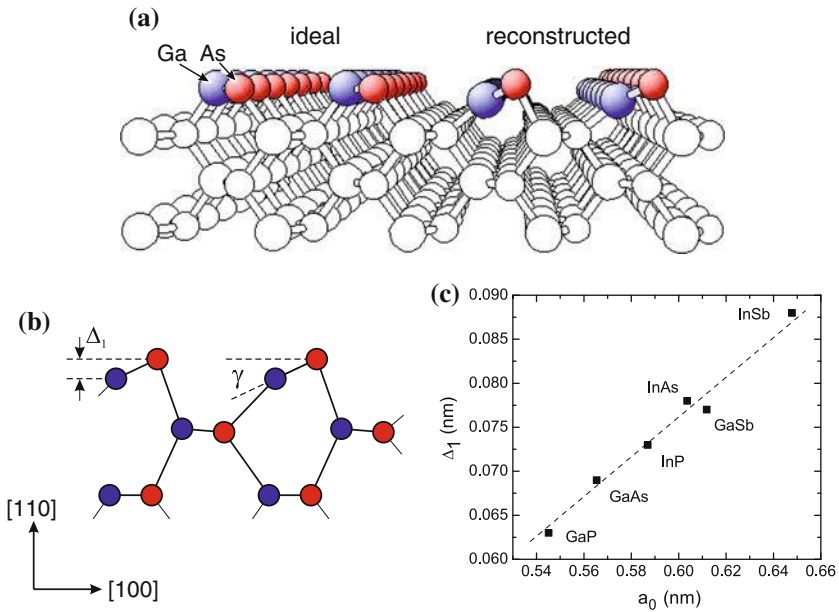 (a)
ideal
reconstructed
Ga As
(b)
Δ₁
γ
[110]
[100]
(c)
0.090
0.085
0.080
0.075
0.070
0.065
0.060
Δ₁ (nm)
InSb
InAs
GaSb
InP
GaAs
GaP
0.54 0.56 0.58 0.60 0.62 0.64 0.66
a₀ (nm)